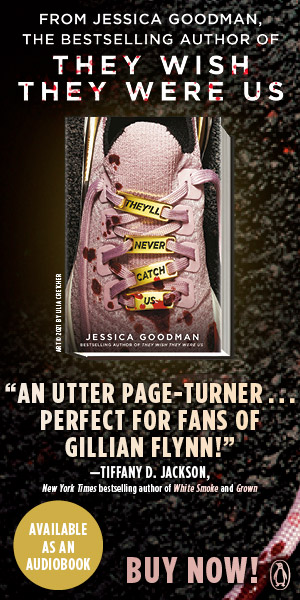 FROM JESSICA GOODMAN,
THE BESTSELLING AUTHOR OF
THEY WISH
THEY WERE US
THEY'LL
NEVER
CATCH
US
JESSICA GOODMAN
BESTSELLING AUTHOR OF THEY WISH THEY WERE US
ART © 2021 BY ULIA CRETCHER
“AN UTTER PAGE-TURNER . . .
PERFECT FOR FANS OF
GILLIAN FLYNN!”
—TIFFANY D. JACKSON,
New York Times bestselling author of White Smoke and Grown
AVAILABLE
AS AN
AUDIOBOOK
BUY NOW!